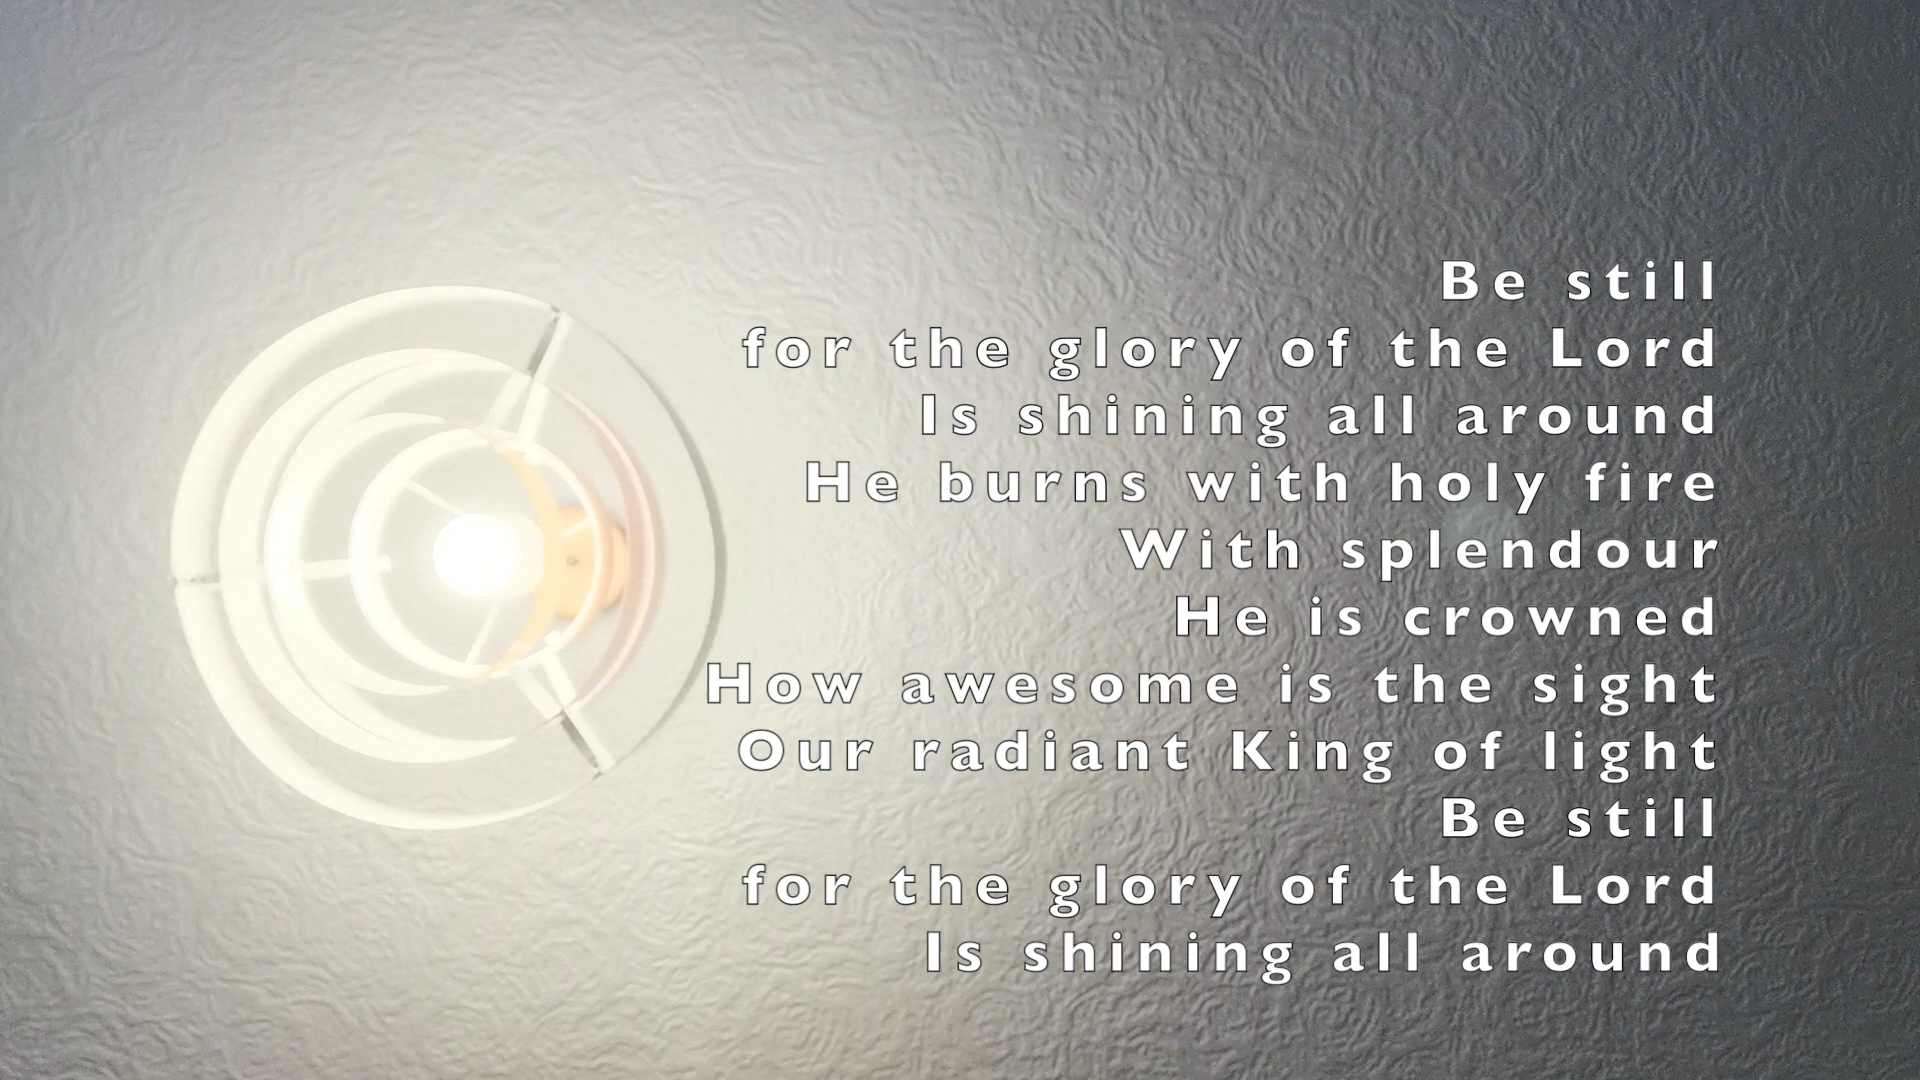 Be still
for the glory of the Lord
Is shining all around
He burns with holy fire
With splendour
He is crowned
How awesome is the sight
Our radiant King of light
Be still
for the glory of the Lord
Is shining all around